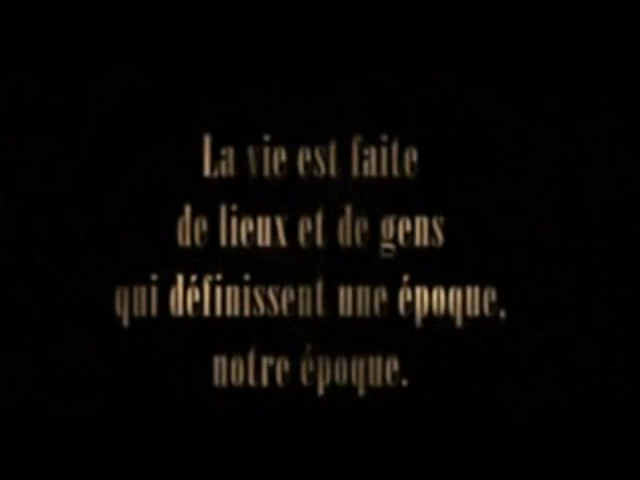 La vie est faite
de lieux et de gens
qui définissent une époque,
notre époque.